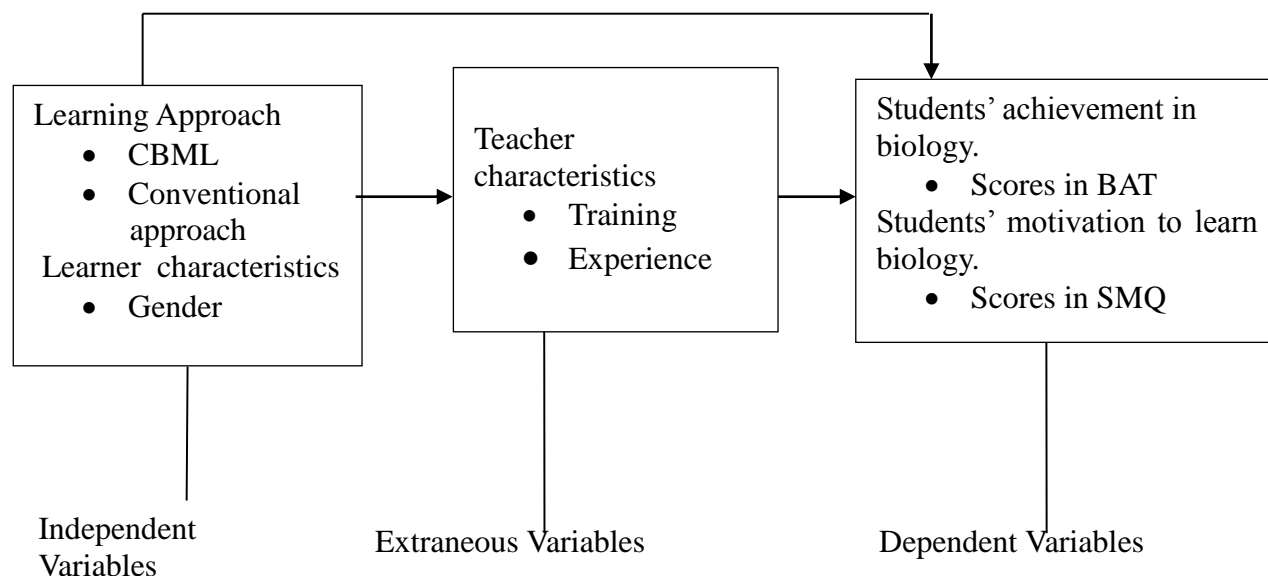 Learning Approach
• CBML
• Conventional
approach
Learner characteristics
• Gender
Teacher
characteristics
• Training
• Experience
Students’ achievement in
biology.
• Scores in BAT
Students’ motivation to learn
biology.
• Scores in SMQ
Independent
Variables
Extraneous Variables
Dependent Variables